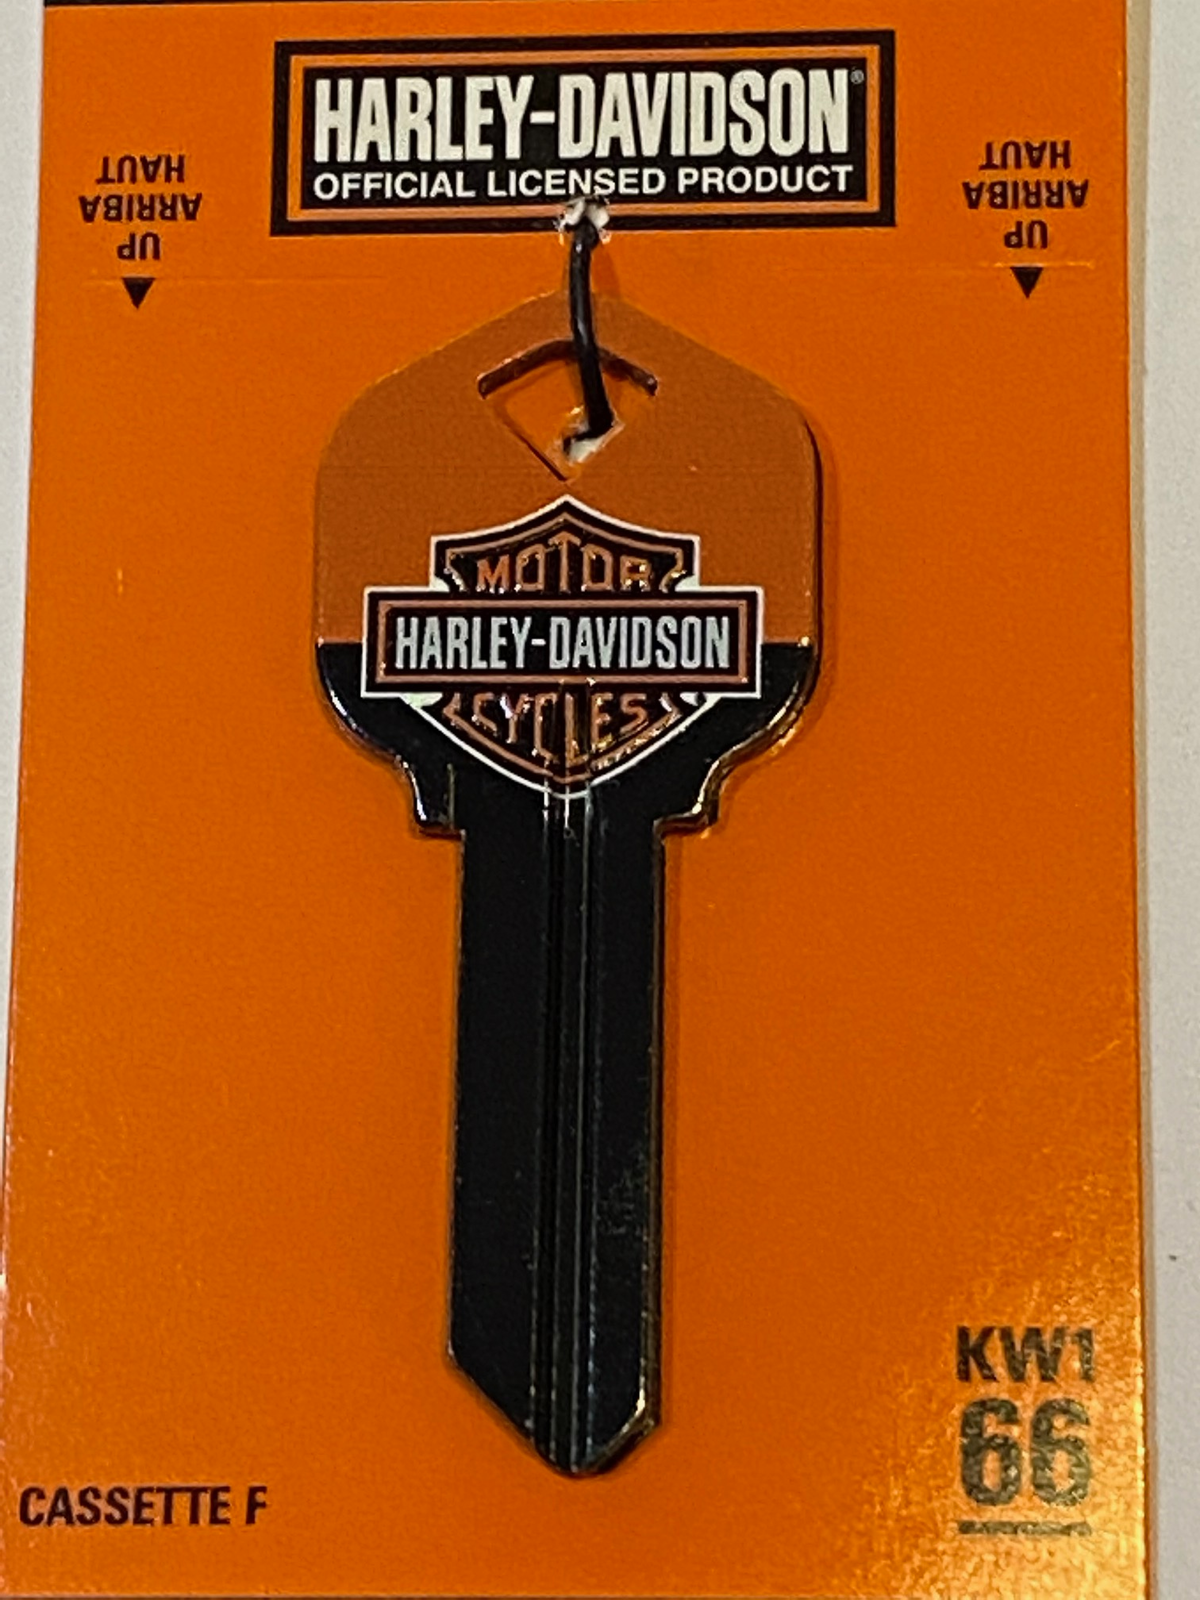 HARLEY-DAVIDSON®
OFFICIAL LICENSED PRODUCT
UP
ARRIBA
HAUT
UP
ARRIBA
HAUT
MOTOR
HARLEY-DAVIDSON
CYCLES
KW1
66
CASSETTE F